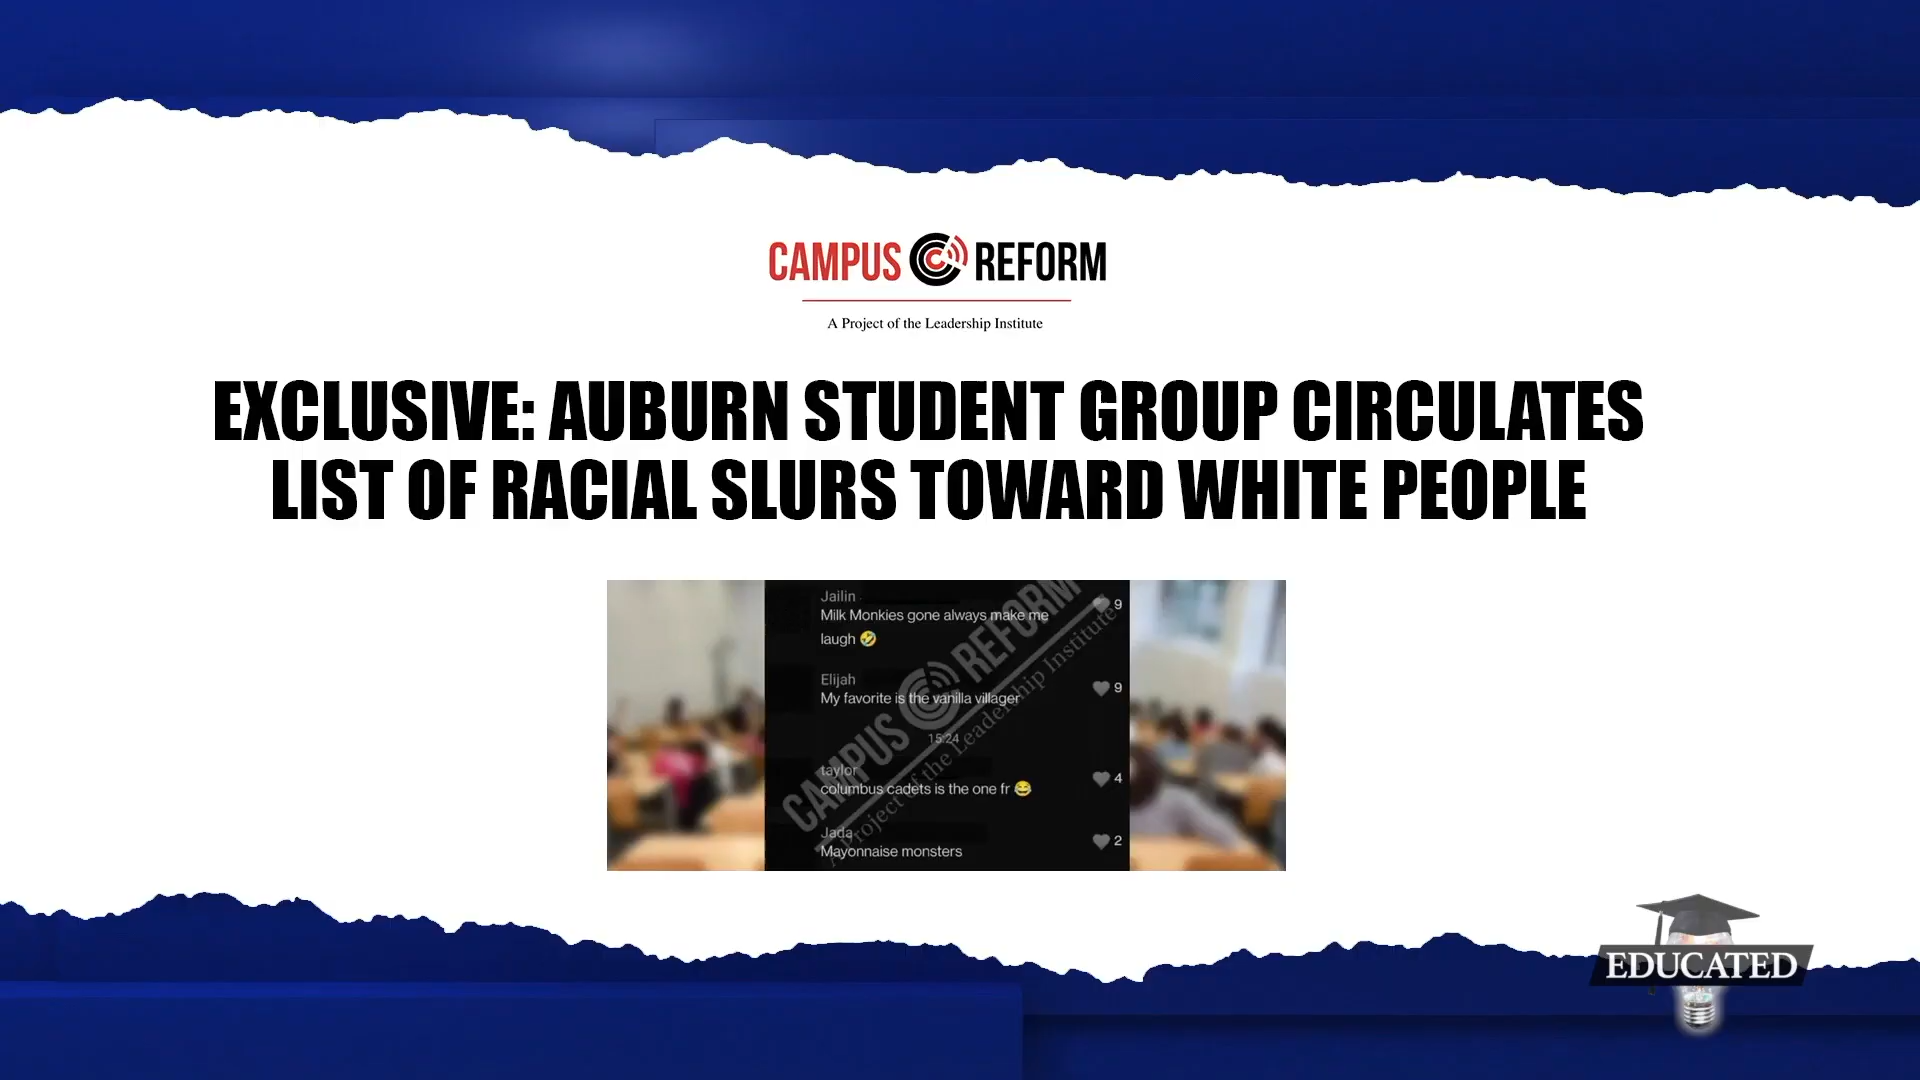 CAMPUS REFORM
A Project of the Leadership Institute
EXCLUSIVE: AUBURN STUDENT GROUP CIRCULATES
LIST OF RACIAL SLURS TOWARD WHITE PEOPLE
Jailin
9
Milk Monkies gone always make me
laugh 🤣
Elijah
9
My favorite is the vanilla villager
15:24
taylor
4
columbus cadets is the one fr 😂
Jada
2
Mayonnaise monsters
CAMPUS REFORM
A Project of the Leadership Institute
EDUCATED